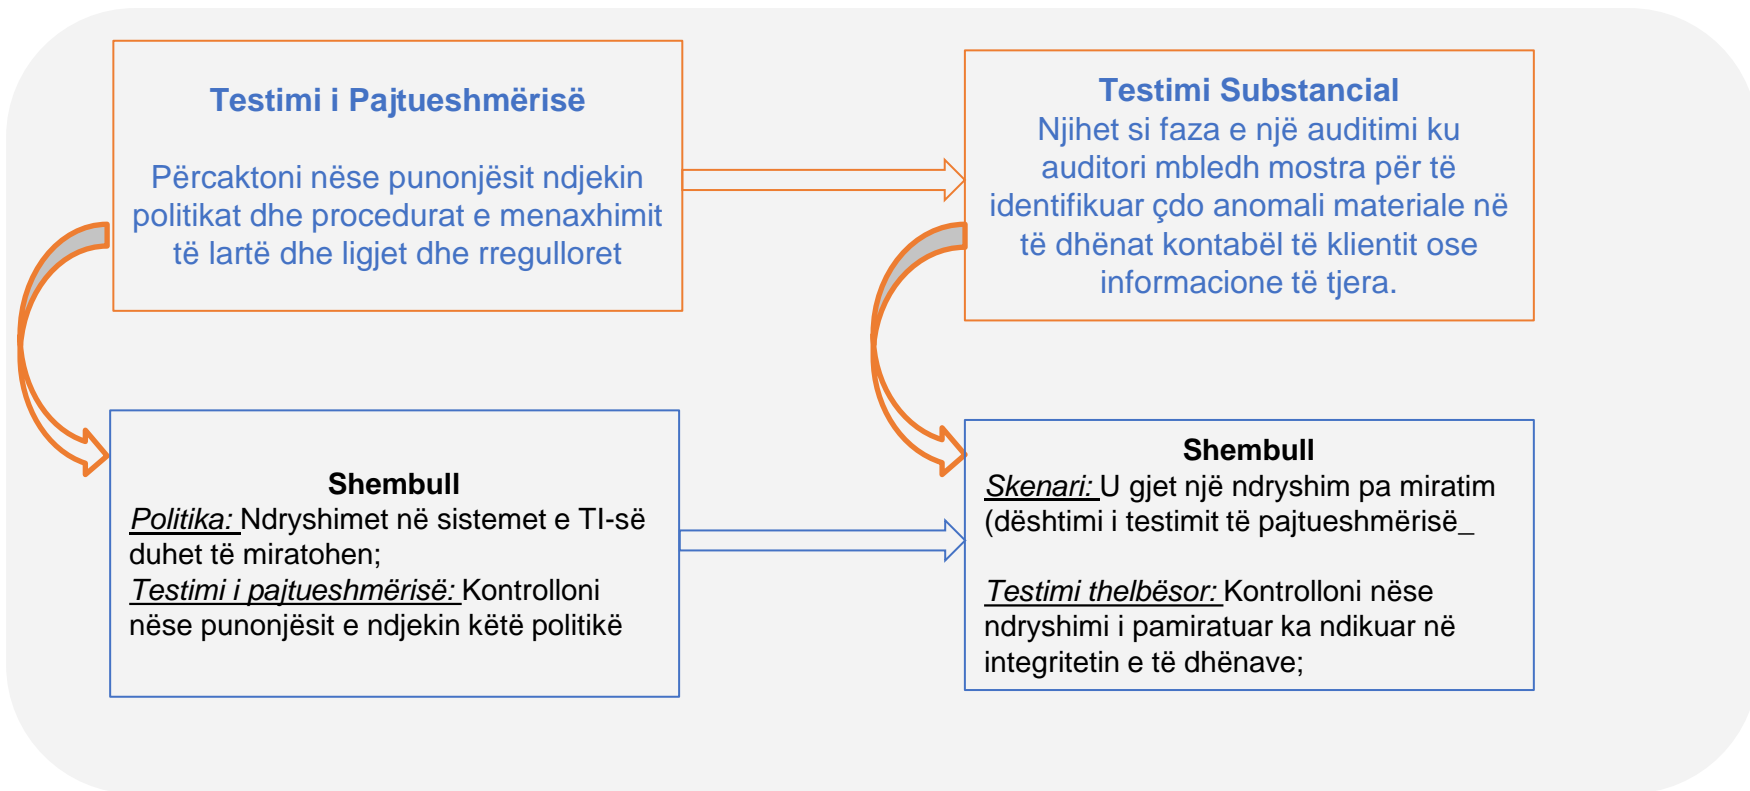 Testimi i Pajtueshmërisë
Përcaktoni nëse punonjësit ndjekin
politikat dhe procedurat e menaxhimit
të lartë dhe ligjet dhe rregulloret
Testimi Substancial
Njihet si faza e një auditimi ku
auditori mbledh mostra për të
identifikuar çdo anomali materiale në
të dhënat kontabël të klientit ose
informacione të tjera.
Shembull
Politika: Ndryshimet në sistemet e TI-së
duhet të miratohen;
Testimi i pajtueshmërisë: Kontrolloni
nëse punonjësit e ndjekin këtë politikë
Shembull
Skenari: U gjet një ndryshim pa miratim
(dështimi i testimit të pajtueshmërisë_
Testimi thelbësor: Kontrolloni nëse
ndryshimi i pamiratuar ka ndikuar në
integritetin e të dhënave;